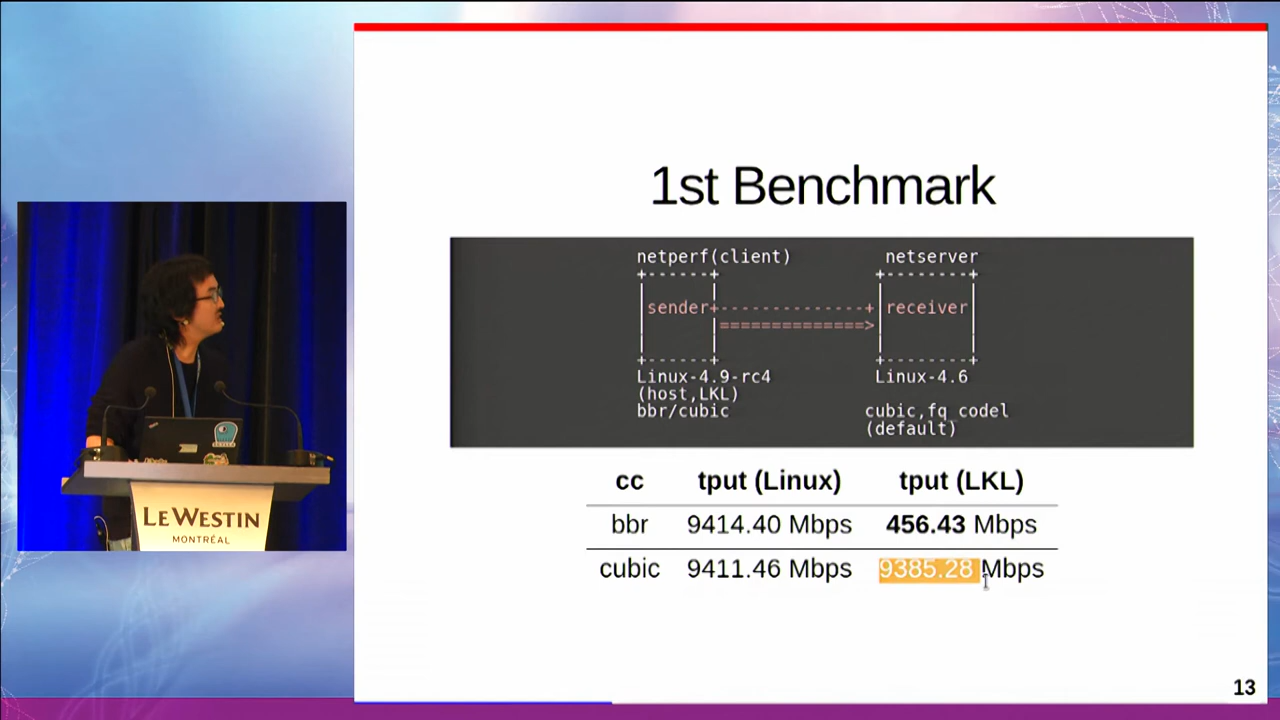 1st Benchmark
netperf(client) netserver
+------+ +--------+
sender+--------------+ receiver
==============>
+------+ +--------+
Linux-4.9-rc4 Linux-4.6
(host,LKL)
bbr/cubic cubic,fq_codel
(default)
cc tput (Linux) tput (LKL)
bbr 9414.40 Mbps 456.43 Mbps
cubic 9411.46 Mbps 9385.28 Mbps
13
LE WESTIN
MONTRÉAL